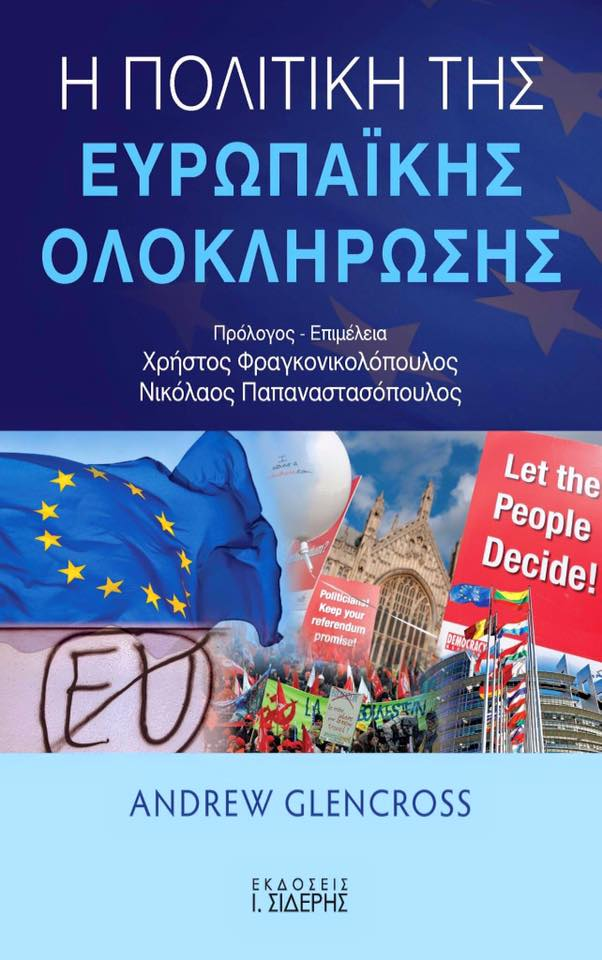 Η ΠΟΛΙΤΙΚΗ ΤΗΣ
ΕΥΡΩΠΑΪΚΗΣ
ΟΛΟΚΛΗΡΩΣΗΣ
Πρόλογος - Επιμέλεια
Χρήστος Φραγκονικολόπουλος
Νικόλαος Παπαναστασόπουλος
Let the
People
Decide!
Politicians!
Keep your
referendum
promise!
DEMOCRACY
EU
ANDREW GLENCROSS
ΕΚΔΟΣΕΙΣ
Ι. ΣΙΔΕΡΗΣ